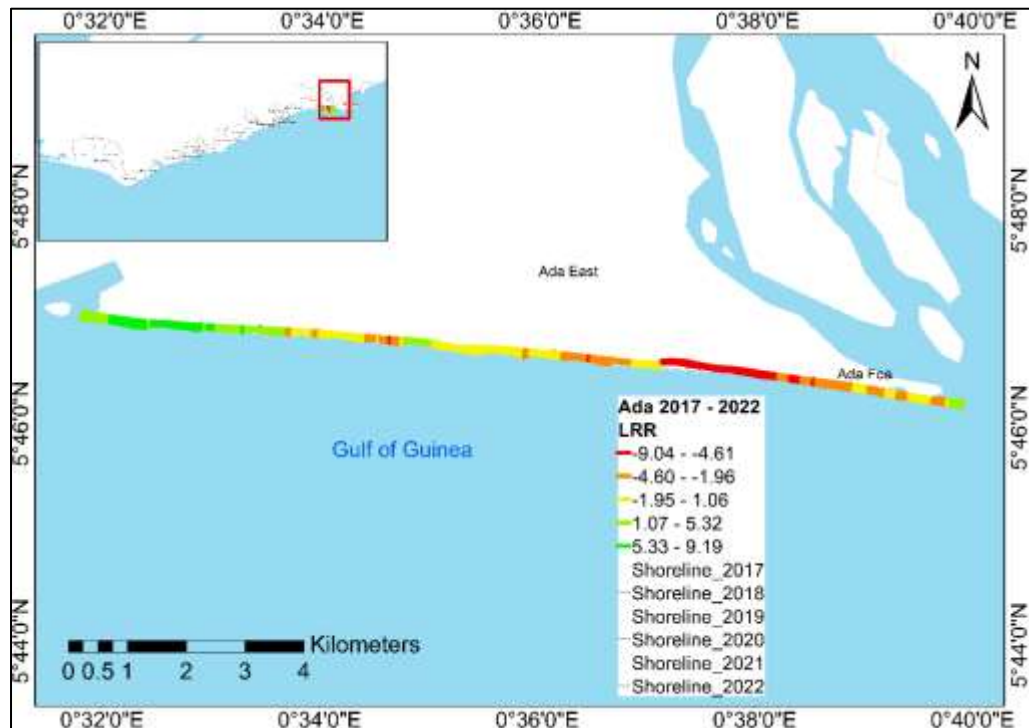 0°32'0"E 0°34'0"E 0°36'0"E 0°38'0"E 0°40'0"E
N
5°48'0"N
5°48'0"N
Ada East
Ada Foa
5°46'0"N
5°46'0"N
Gulf of Guinea
Ada 2017 - 2022
LRR
-9.04 - -4.61
-4.60 - -1.96
-1.95 - 1.06
1.07 - 5.32
5.33 - 9.19
Shoreline_2017
Shoreline_2018
Shoreline_2019
Shoreline_2020
Shoreline_2021
Shoreline_2022
5°44'0"N
5°44'0"N
Kilometers
0 0.5 1 2 3 4
0°32'0"E 0°34'0"E 0°36'0"E 0°38'0"E 0°40'0"E